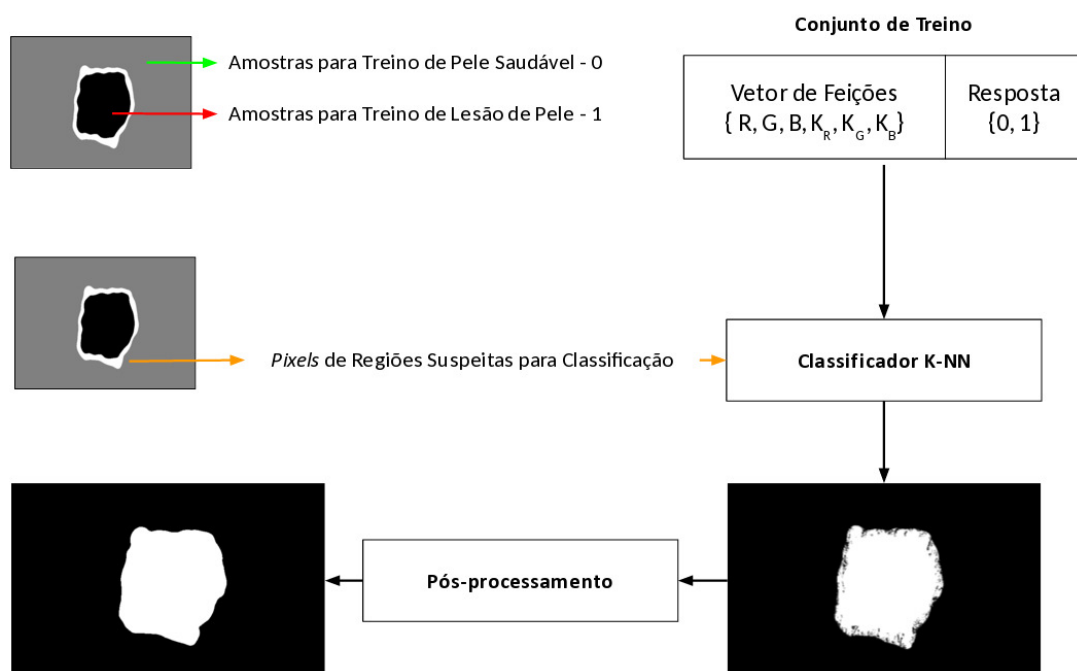 Conjunto de Treino
Amostras para Treino de Pele Saudável - 0
Amostras para Treino de Lesão de Pele - 1
Vetor de Feições
{ R, G, B, K_R, K_G, K_B}
Resposta
{0, 1}
Pixels de Regiões Suspeitas para Classificação
Classificador K-NN
Pós-processamento